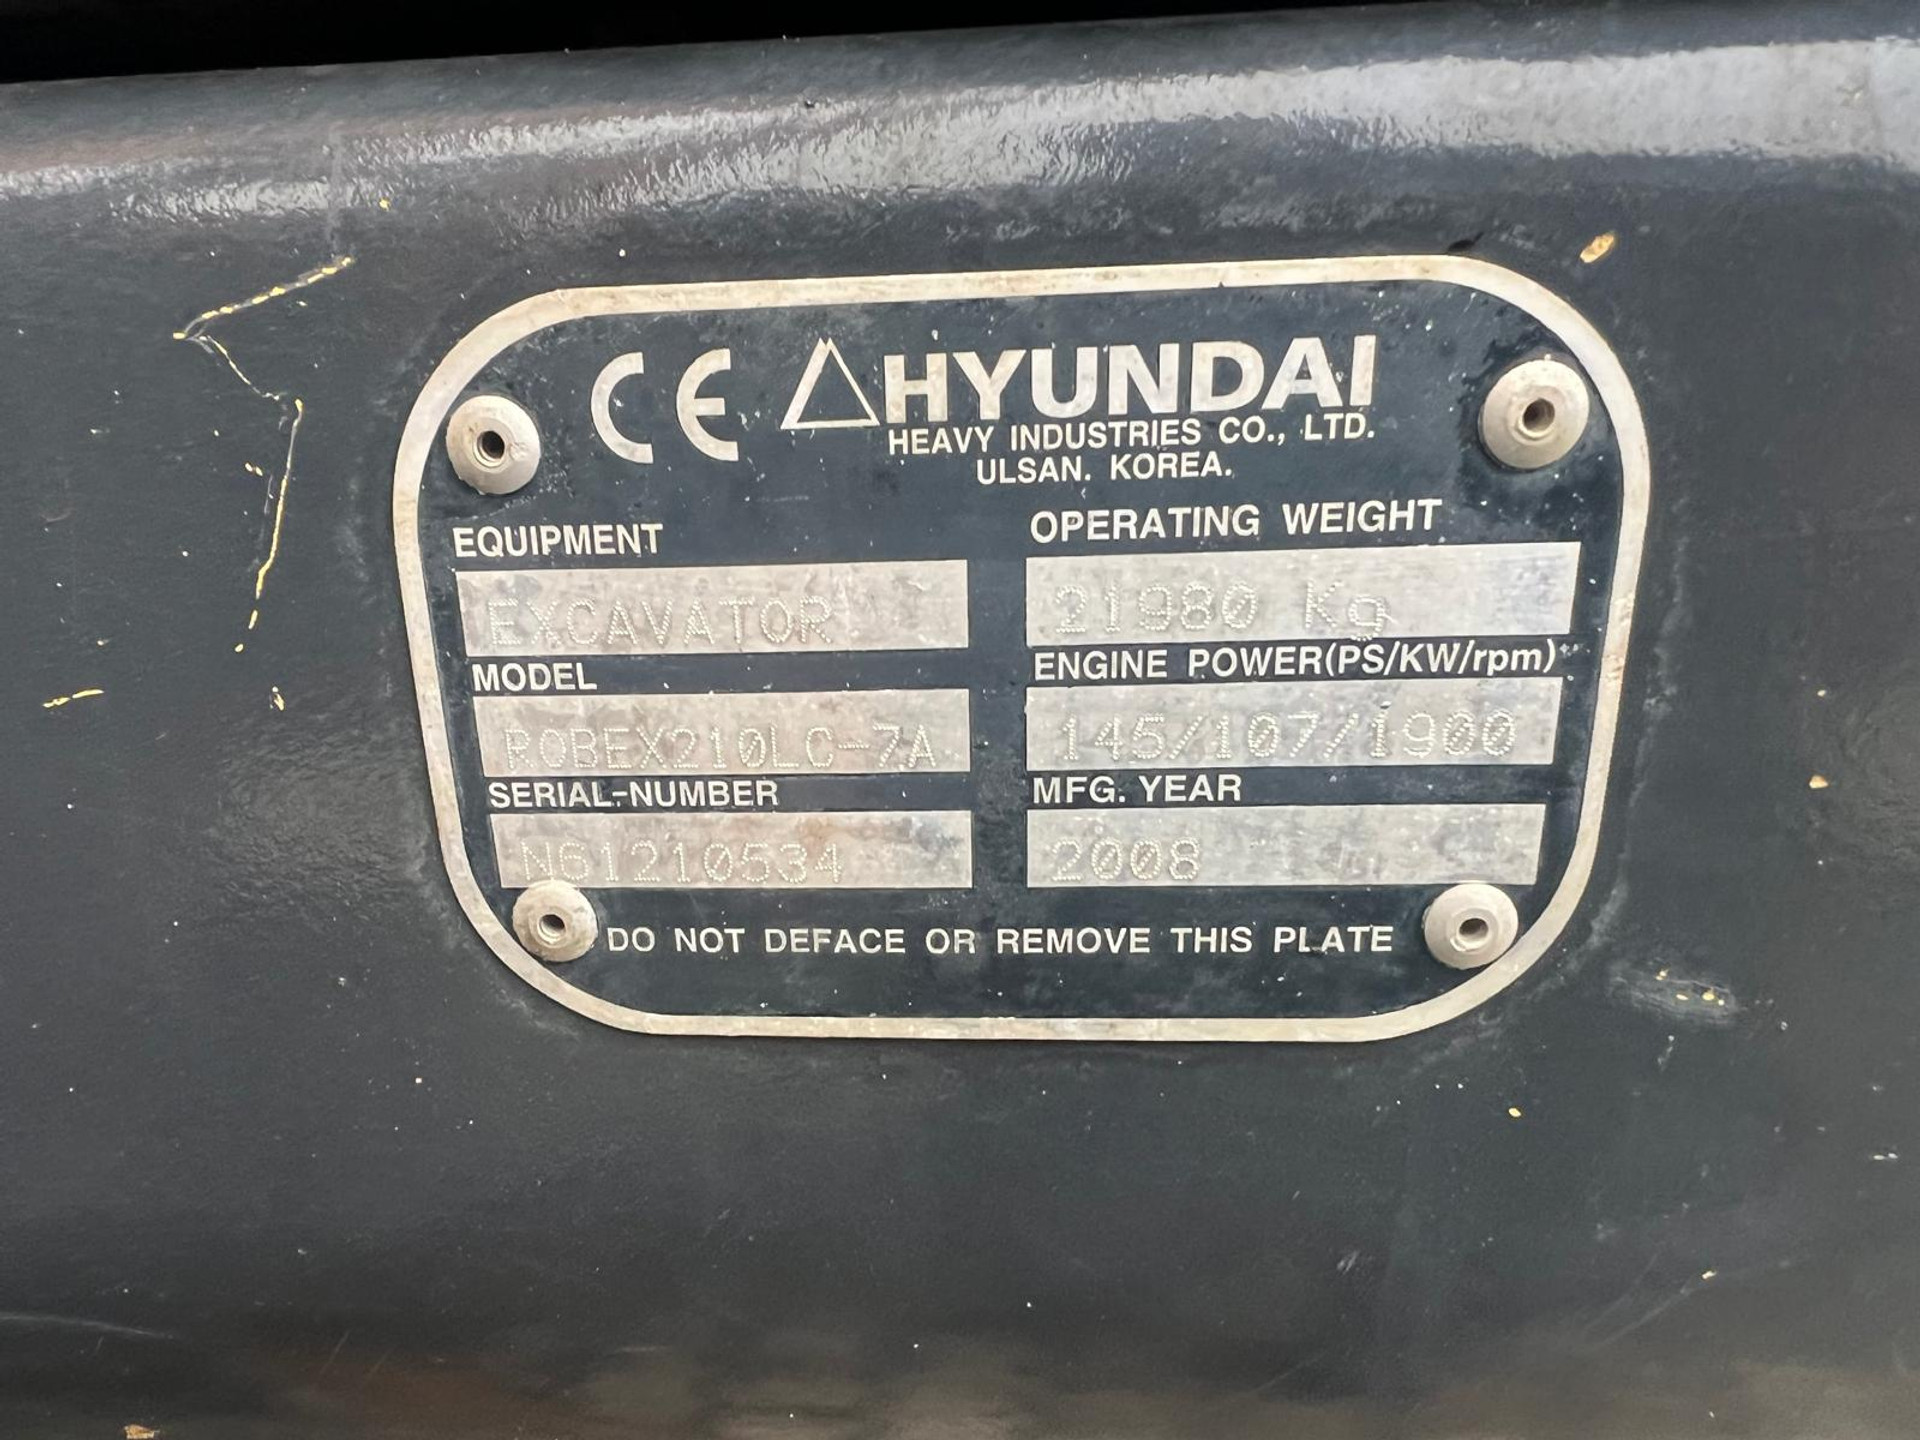 CE HYUNDAI
HEAVY INDUSTRIES CO., LTD.
ULSAN. KOREA.
EQUIPMENT
EXCAVATOR
MODEL
ROBEX210LC-7A
SERIAL-NUMBER
N61210534
OPERATING WEIGHT
21980 Kg
ENGINE POWER(PS/KW/rpm)
145/107/1900
MFG. YEAR
2008
DO NOT DEFACE OR REMOVE THIS PLATE